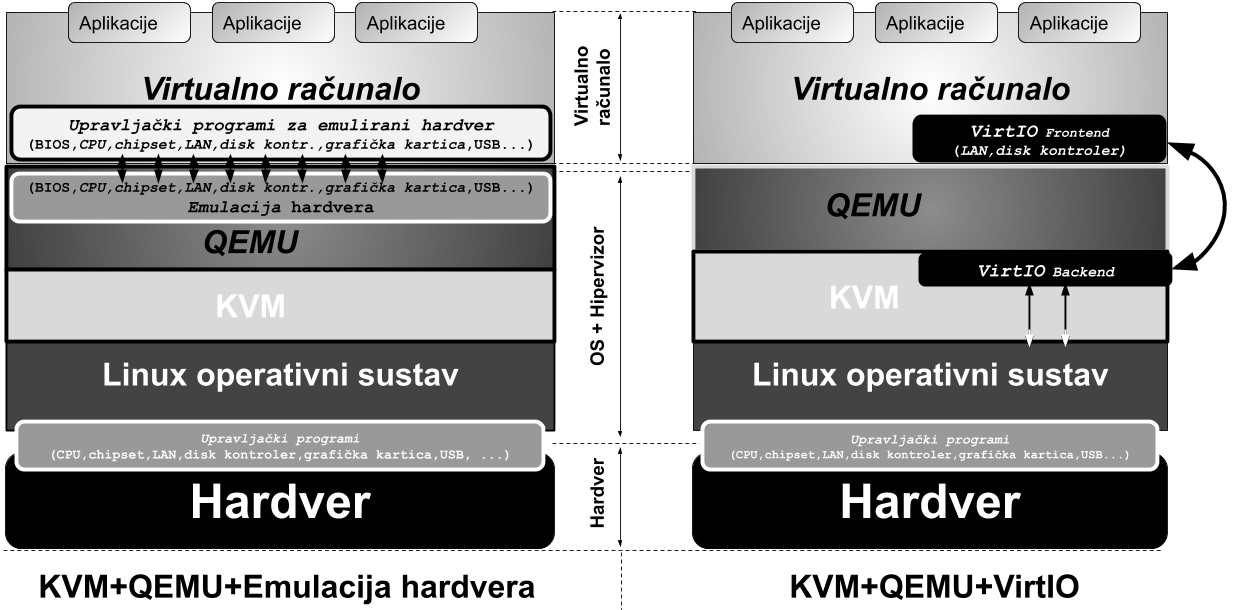 Aplikacije
Aplikacije
Aplikacije
Virtualno računalo
Upravljački programi za emulirani hardver
(BIOS,CPU,chipset,LAN,disk kontr.,grafička kartica,USB...)
(BIOS,CPU,chipset,LAN,disk kontr.,grafička kartica,USB...)
Emulacija hardvera
QEMU
KVM
Linux operativni sustav
Upravljački programi
(CPU,chipset,LAN,disk kontroler,grafička kartica,USB, ...)
Hardver
KVM+QEMU+Emulacija hardvera
Virtualno
računalo
OS + Hipervizor
Hardver
Aplikacije
Aplikacije
Aplikacije
Virtualno računalo
VirtIO Frontend
(LAN,disk kontroler)
QEMU
VirtIO Backend
KVM
Linux operativni sustav
Upravljački programi
(CPU,chipset,LAN,disk kontroler,grafička kartica,USB...)
Hardver
KVM+QEMU+VirtIO